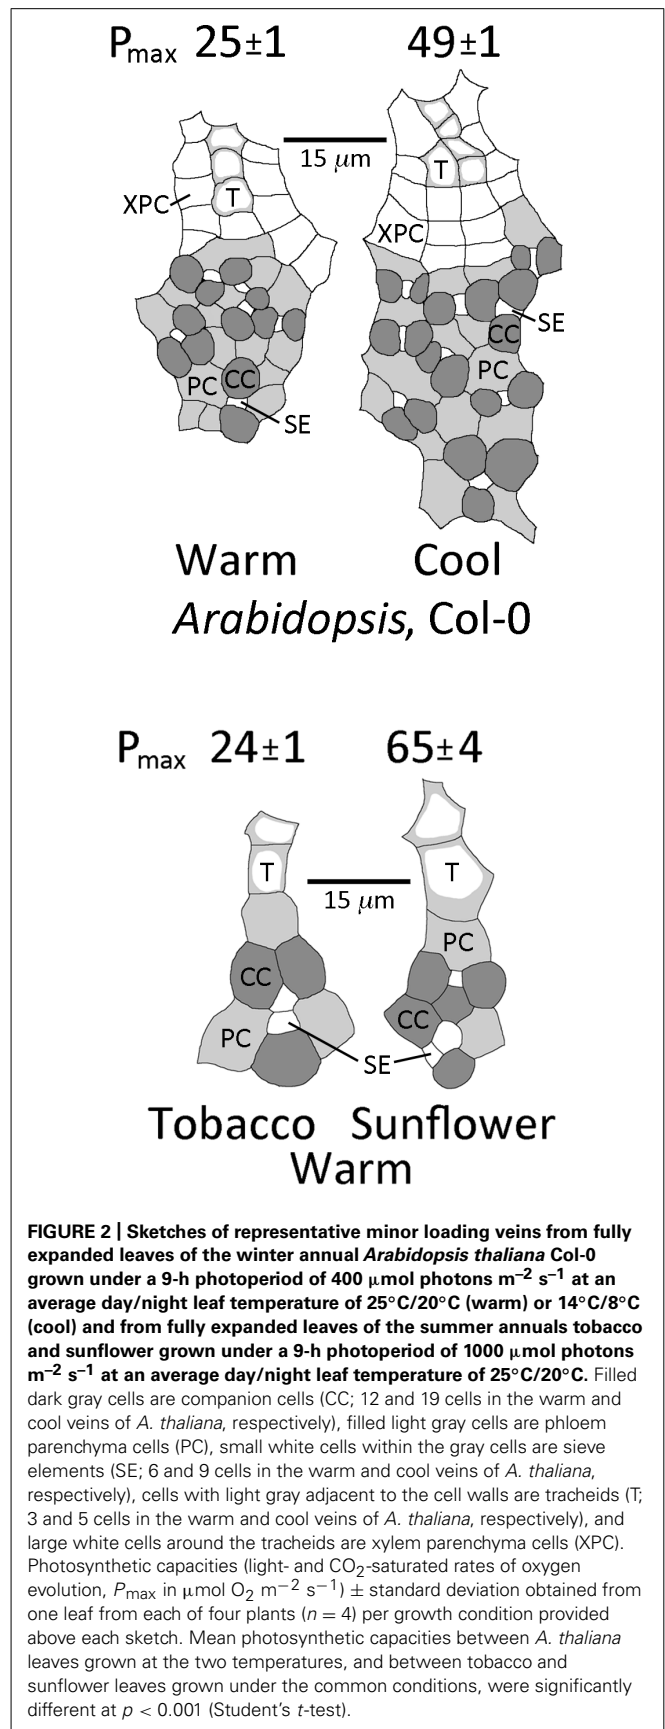 Pmax 25±1 49±1
15 µm
T
T
XPC
XPC
SE
CC
PC
PC
CC
SE
Warm Cool
Arabidopsis, Col-0
Pmax 24±1 65±4
T
T
15 µm
PC
CC
CC
PC
SE
Tobacco Sunflower
Warm
FIGURE 2 | Sketches of representative minor loading veins from fully
expanded leaves of the winter annual Arabidopsis thaliana Col-0
grown under a 9-h photoperiod of 400 µmol photons m−2 s−1 at an
average day/night leaf temperature of 25°C/20°C (warm) or 14°C/8°C
(cool) and from fully expanded leaves of the summer annuals tobacco
and sunflower grown under a 9-h photoperiod of 1000 µmol photons
m−2 s−1 at an average day/night leaf temperature of 25°C/20°C. Filled
dark gray cells are companion cells (CC; 12 and 19 cells in the warm and
cool veins of A. thaliana, respectively), filled light gray cells are phloem
parenchyma cells (PC), small white cells within the gray cells are sieve
elements (SE; 6 and 9 cells in the warm and cool veins of A. thaliana,
respectively), cells with light gray adjacent to the cell walls are tracheids (T;
3 and 5 cells in the warm and cool veins of A. thaliana, respectively), and
large white cells around the tracheids are xylem parenchyma cells (XPC).
Photosynthetic capacities (light- and CO2-saturated rates of oxygen
evolution, Pmax in µmol O2 m−2 s−1) ± standard deviation obtained from
one leaf from each of four plants (n = 4) per growth condition provided
above each sketch. Mean photosynthetic capacities between A. thaliana
leaves grown at the two temperatures, and between tobacco and
sunflower leaves grown under the common conditions, were significantly
different at p < 0.001 (Student's t-test).